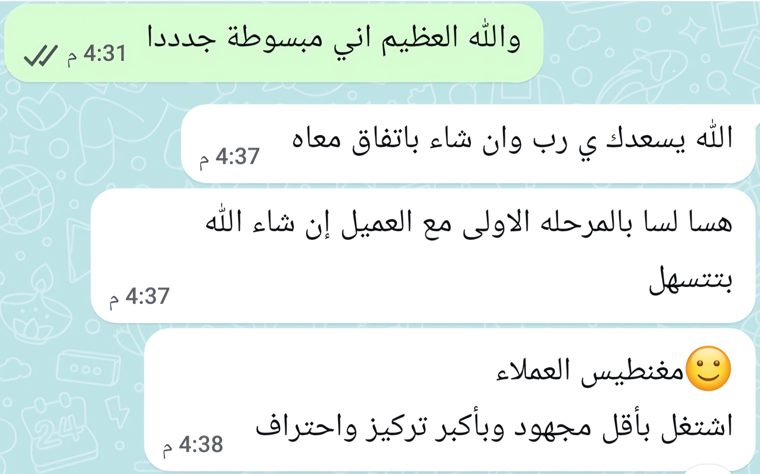 والله العظيم اني مبسوطة جدددا
4:31 م
الله يسعدك ي رب وان شاء باتفاق معاه
4:37 م
هسا لسا بالمرحله الاولى مع العميل إن شاء الله
بتتسهل
4:37 م
🙂مغنطيس العملاء
اشتغل بأقل مجهود وبأكبر تركيز واحتراف
4:38 م